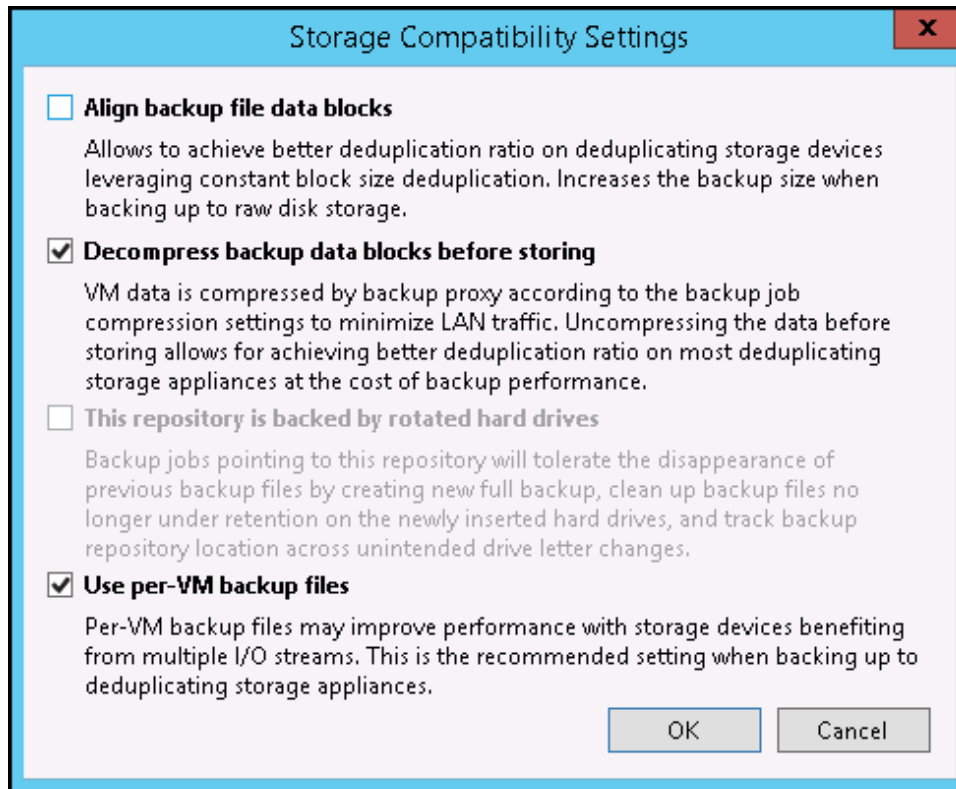 Storage Compatibility Settings
x
Align backup file data blocks
Allows to achieve better deduplication ratio on deduplicating storage devices
leveraging constant block size deduplication. Increases the backup size when
backing up to raw disk storage.
Decompress backup data blocks before storing
VM data is compressed by backup proxy according to the backup job
compression settings to minimize LAN traffic. Uncompressing the data before
storing allows for achieving better deduplication ratio on most deduplicating
storage appliances at the cost of backup performance.
This repository is backed by rotated hard drives
Backup jobs pointing to this repository will tolerate the disappearance of
previous backup files by creating new full backup, clean up backup files no
longer under retention on the newly inserted hard drives, and track backup
repository location across unintended drive letter changes.
Use per-VM backup files
Per-VM backup files may improve performance with storage devices benefiting
from multiple I/O streams. This is the recommended setting when backing up to
deduplicating storage appliances.
OK Cancel